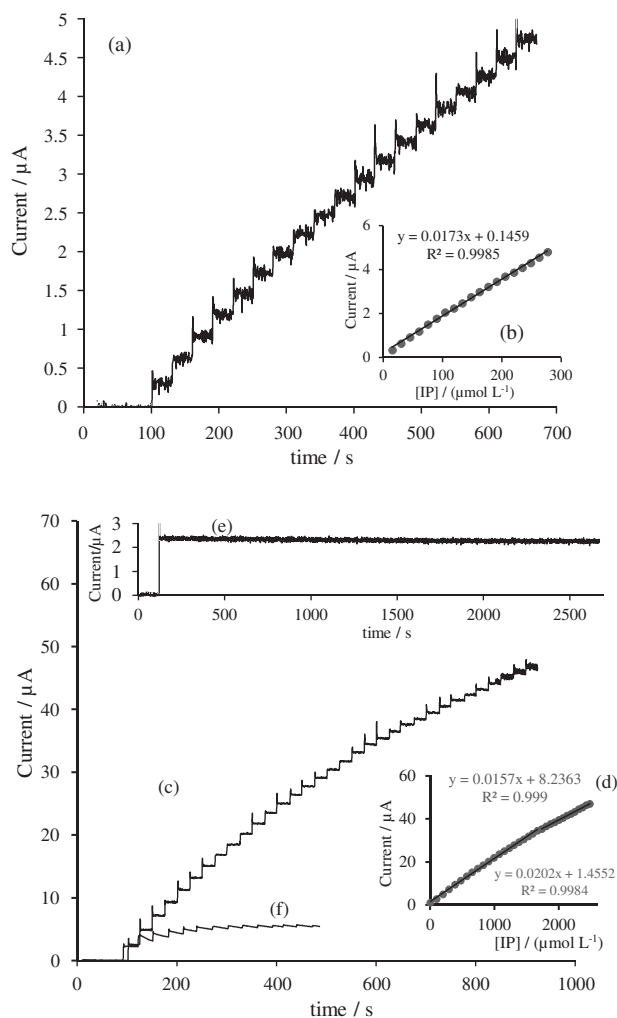 (a)
Current / µA
5
4.5
4
3.5
3
2.5
2
1.5
1
0.5
0
0 100 200 300 400 500 600 700
time / s
y = 0.0173x + 0.1459
R² = 0.9985
Current/ µA
6
4
2
0
(b)
0 100 200 300
[IP] / (µmol L⁻¹)
Current / µA
70
60
50
40
30
20
10
0
Current/µA
3
2
1
0
(e)
0 500 1000 1500 2000 2500
time / s
(c)
(f)
y = 0.0157x + 8.2363
R² = 0.999
(d)
Current / µA
60
40
20
0
y = 0.0202x + 1.4552
R² = 0.9984
0 1000 2000
[IP] / (µmol L⁻¹)
0 200 400 600 800 1000
time / s